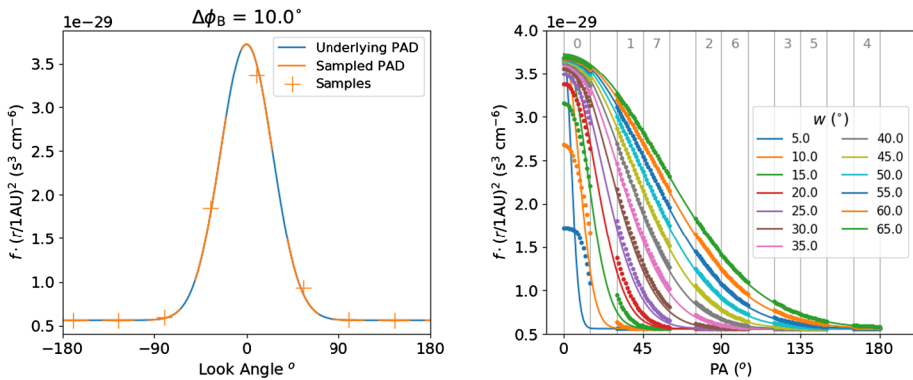 Δϕ_B = 10.0°
1e−29
f · (r/1AU)² (s³ cm⁻⁶)
3.5
3.0
2.5
2.0
1.5
1.0
0.5
Underlying PAD
Sampled PAD
Samples
−180 −90 0 90 180
Look Angle °
1e−29
f · (r/1AU)² (s³ cm⁻⁶)
4.0
3.5
3.0
2.5
2.0
1.5
1.0
0.5
0 1 7 2 6 3 5 4
w (°)
5.0 40.0
10.0 45.0
15.0 50.0
20.0 55.0
25.0 60.0
30.0 65.0
35.0
0 45 90 135 180
PA (°)